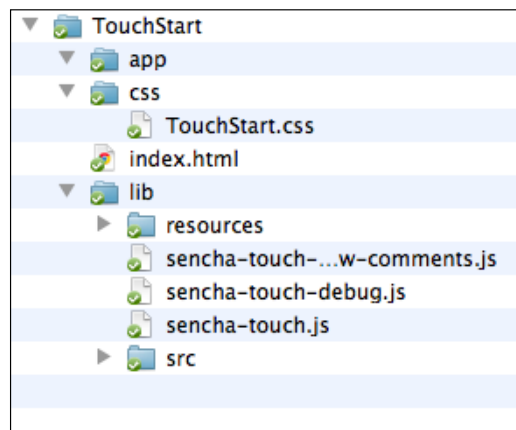 TouchStart
app
css
TouchStart.css
index.html
lib
resources
sencha-touch-...w-comments.js
sencha-touch-debug.js
sencha-touch.js
src